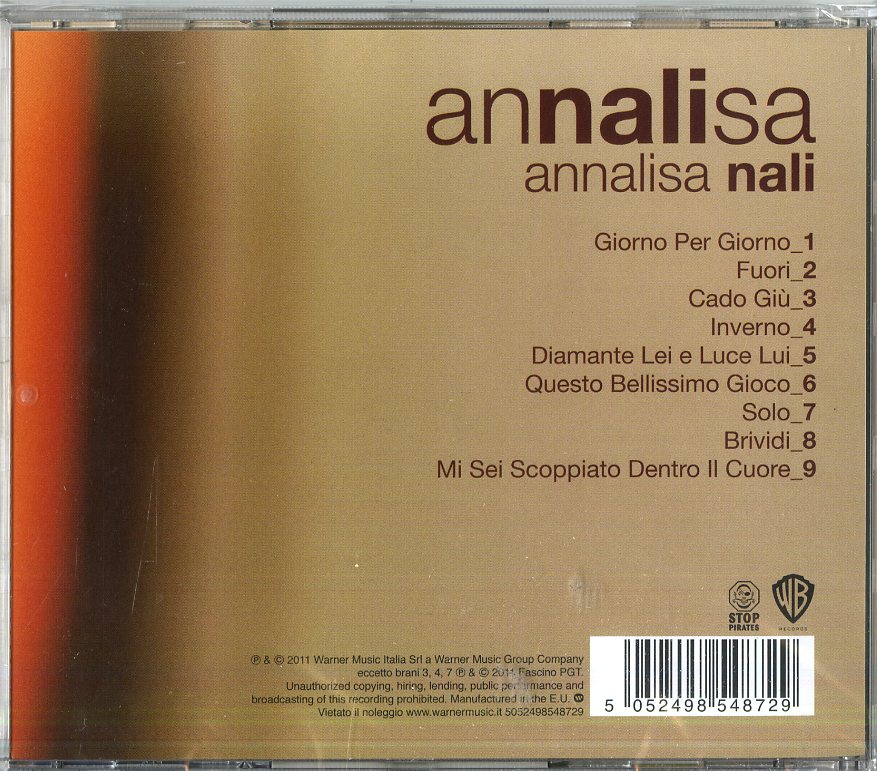 annalisa
annalisa nali
Giorno Per Giorno_1
Fuori_2
Cado Giù_3
Inverno_4
Diamante Lei e Luce Lui_5
Questo Bellissimo Gioco_6
Solo_7
Brividi_8
Mi Sei Scoppiato Dentro Il Cuore_9
STOP
PIRATES
WB
RECORDS
℗ & © 2011 Warner Music Italia Srl a Warner Music Group Company
eccetto brani 3, 4, 7 ℗ & © 2011 Fascino PGT.
Unauthorized copying, hiring, lending, public performance and
broadcasting of this recording prohibited. Manufactured in the E.U.
Vietato il noleggio www.warnermusic.it 5052498548729
5 052498 548729